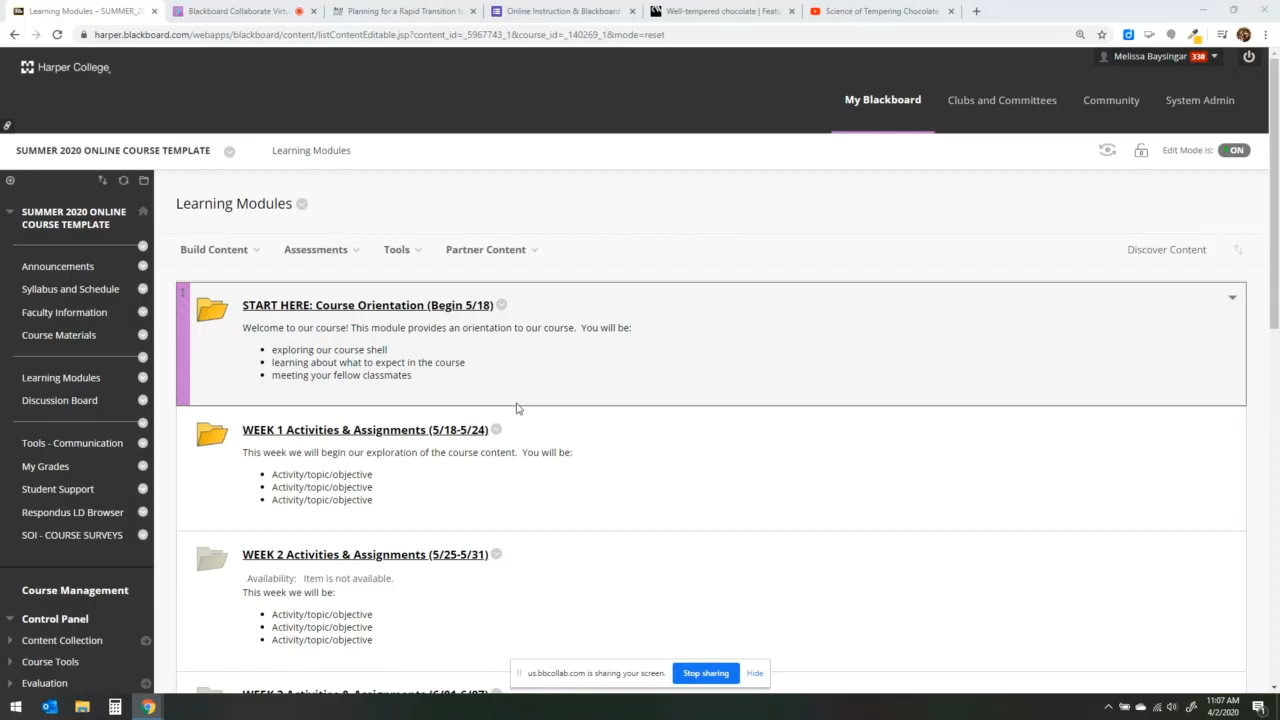 Learning Modules – SUMMER_20
Blackboard Collaborate Virtu
Planning for a Rapid Transition t
Online Instruction & Blackboard
Well-tempered chocolate | Feat
Science of Tempering Chocolate
harper.blackboard.com/webapps/blackboard/content/listContentEditable.jsp?content_id=_5967743_1&course_id=_140269_1&mode=reset
Harper College
Melissa Baysingar 330
My Blackboard Clubs and Committees Community System Admin
SUMMER 2020 ONLINE COURSE TEMPLATE Learning Modules Edit Mode is: ON
SUMMER 2020 ONLINE
COURSE TEMPLATE
Announcements
Syllabus and Schedule
Faculty Information
Course Materials
Learning Modules
Discussion Board
Tools - Communication
My Grades
Student Support
Respondus LD Browser
SOI - COURSE SURVEYS
Course Management
Control Panel
Content Collection
Course Tools
Evaluation
Learning Modules
Build Content Assessments Tools Partner Content Discover Content
START HERE: Course Orientation (Begin 5/18)
Welcome to our course! This module provides an orientation to our course. You will be:
• exploring our course shell
• learning about what to expect in the course
• meeting your fellow classmates
WEEK 1 Activities & Assignments (5/18-5/24)
This week we will begin our exploration of the course content. You will be:
• Activity/topic/objective
• Activity/topic/objective
• Activity/topic/objective
WEEK 2 Activities & Assignments (5/25-5/31)
Availability: Item is not available.
This week we will be:
• Activity/topic/objective
• Activity/topic/objective
• Activity/topic/objective
WEEK 3 Activities & Assignments (6/01-6/07)
us.bbcollab.com is sharing your screen. Stop sharing Hide
11:07 AM
4/2/2020